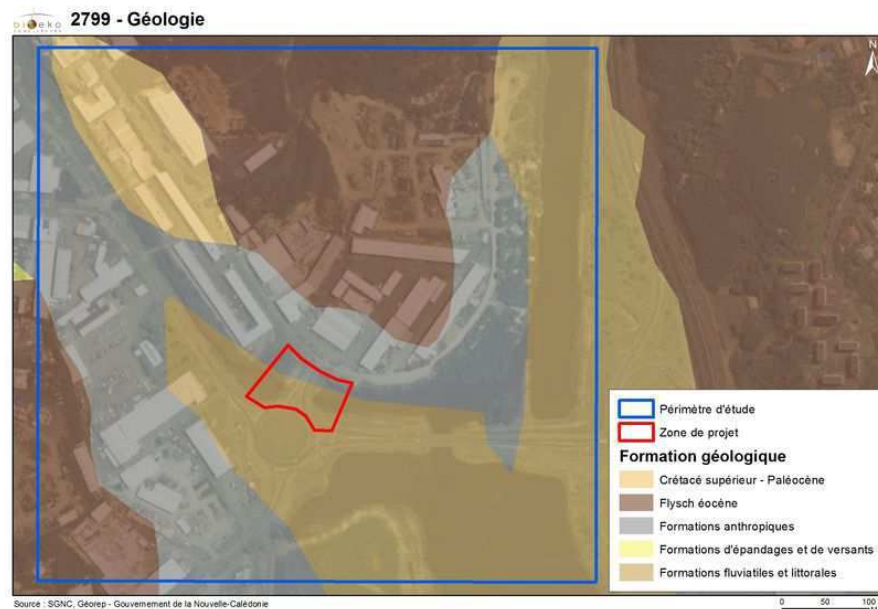 bioeko
2799 - Géologie
N
Périmètre d'étude
Zone de projet
Formation géologique
Crétacé supérieur - Paléocène
Flysch éocène
Formations anthropiques
Formations d'épandages et de versants
Formations fluviatiles et littorales
Source : SGNC, Géorep - Gouvernement de la Nouvelle-Calédonie
0 50 100